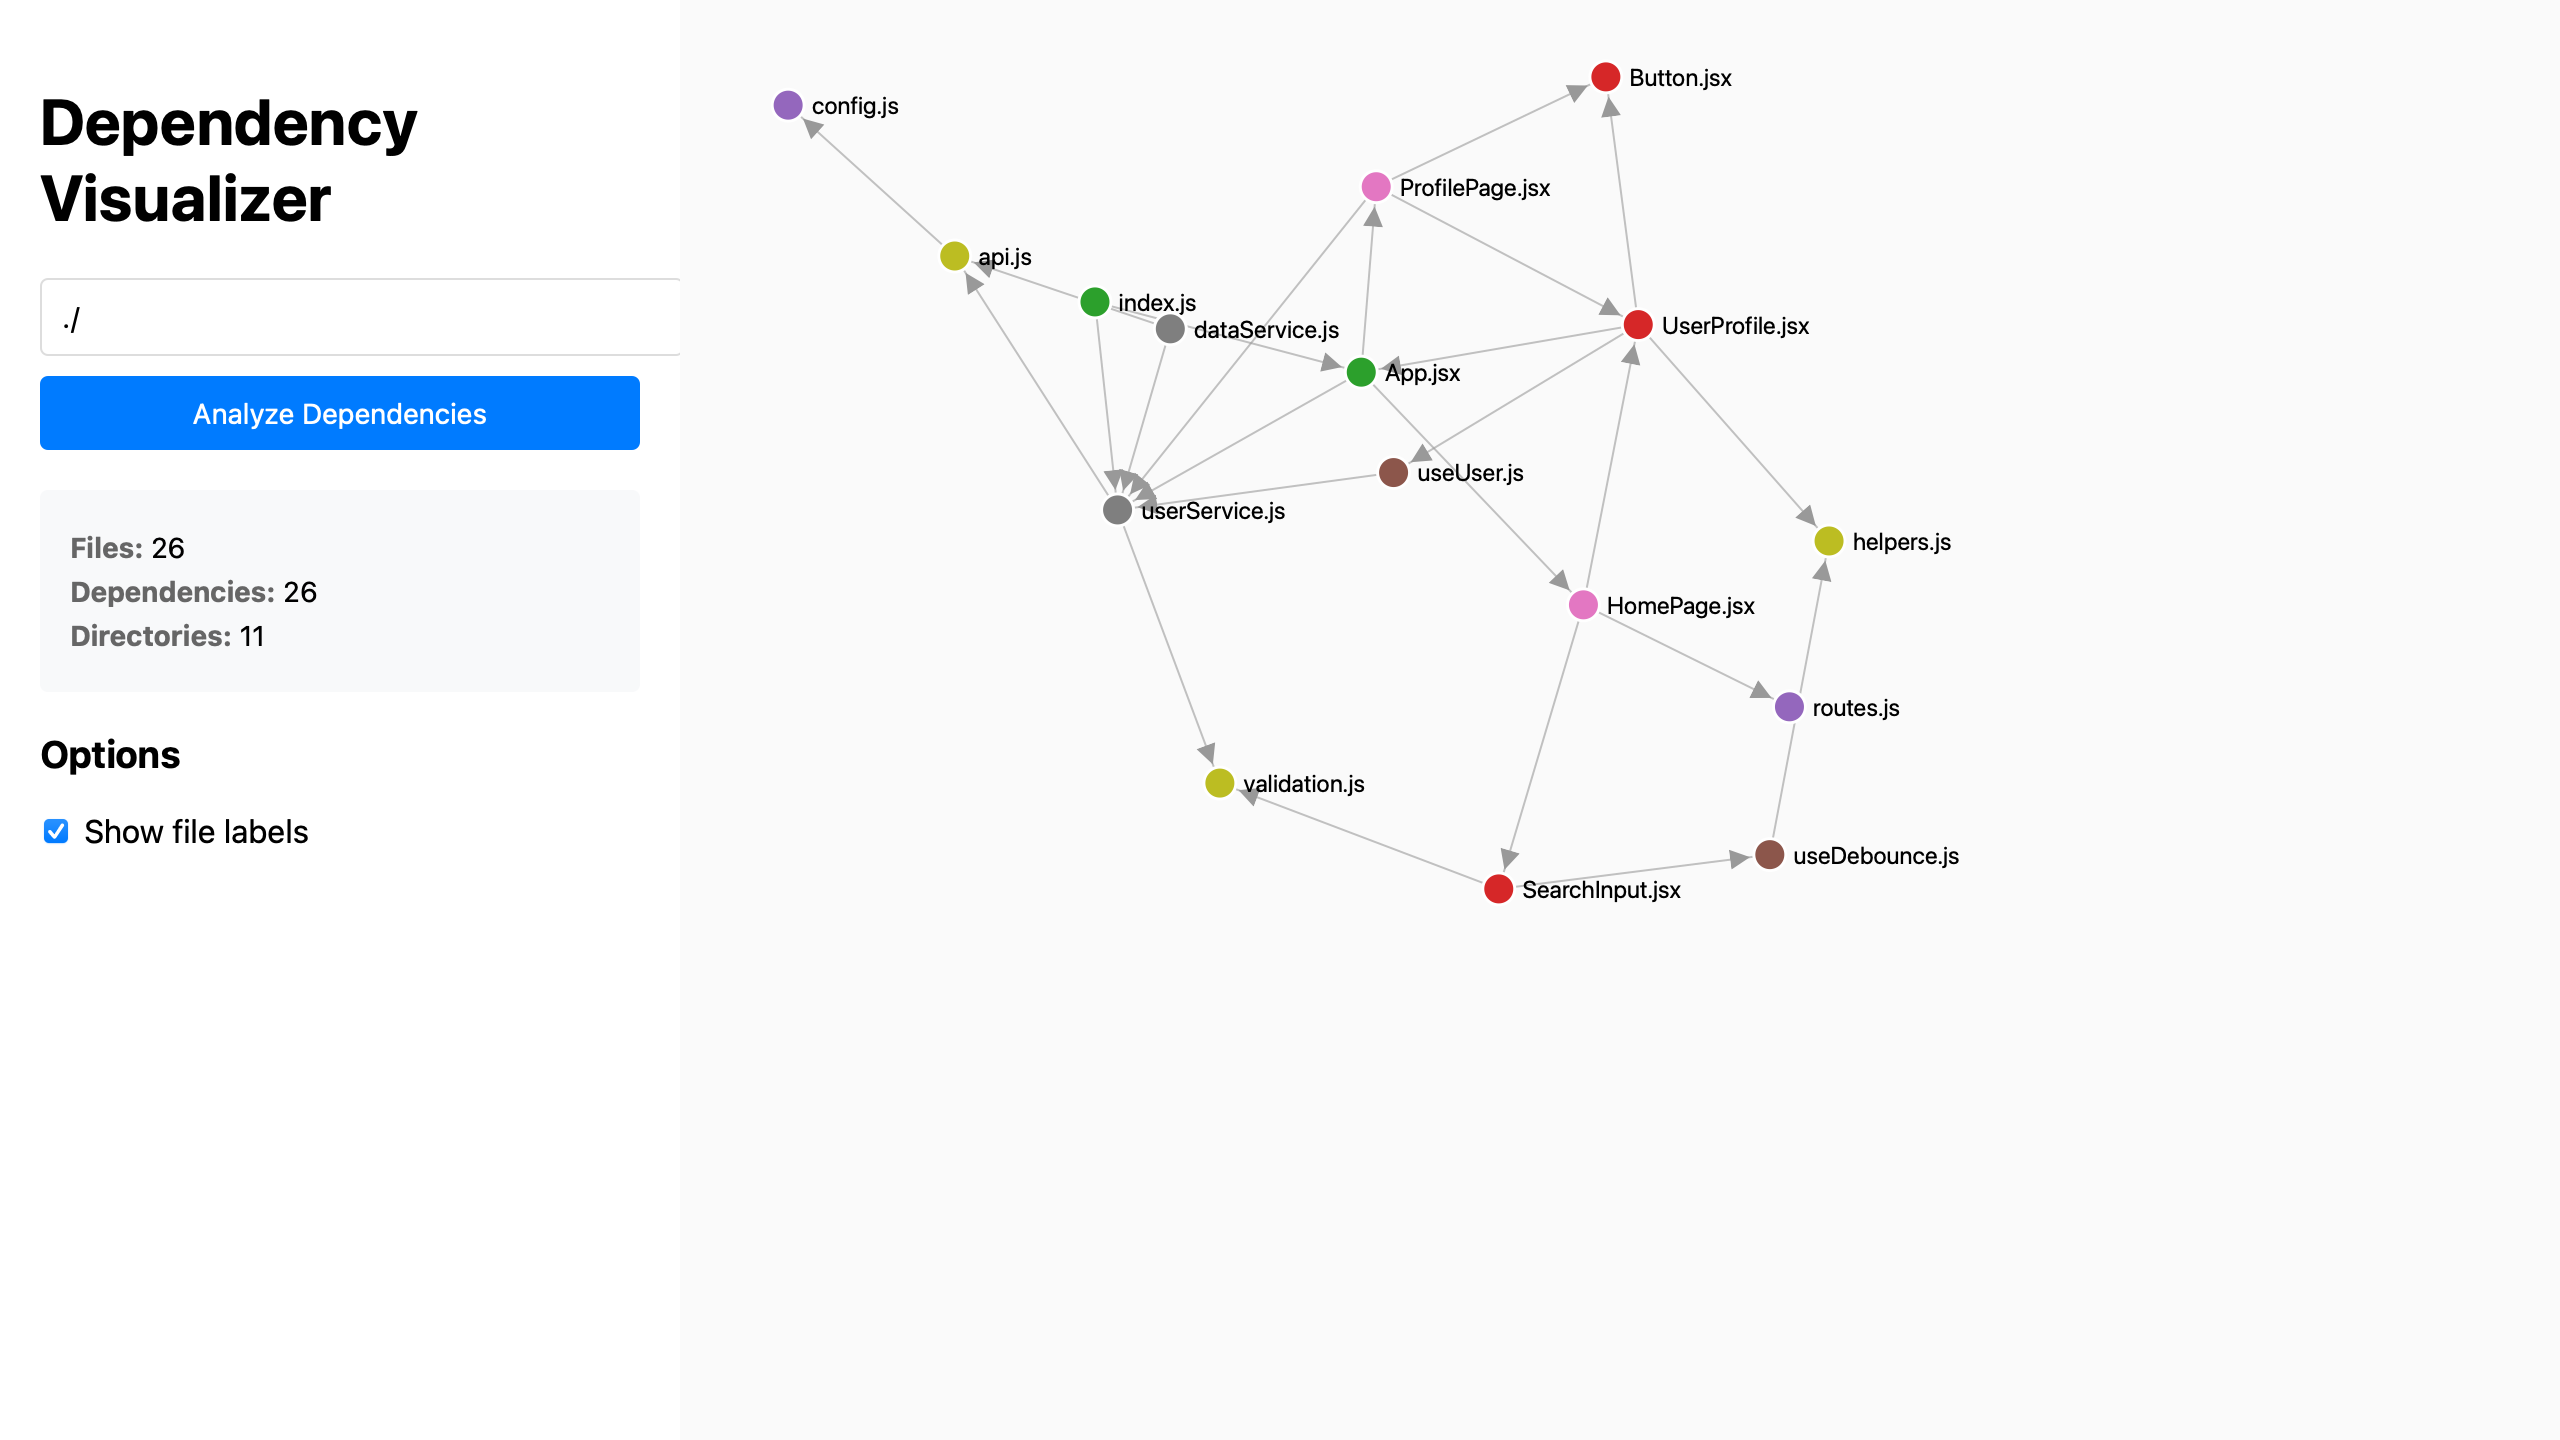 Dependency
Visualizer
./
Analyze Dependencies
Files: 26
Dependencies: 26
Directories: 11
Options
Show file labels
Button.jsx
config.js
ProfilePage.jsx
api.js
index.js
UserProfile.jsx
dataService.js
App.jsx
useUser.js
userService.js
helpers.js
HomePage.jsx
routes.js
validation.js
useDebounce.js
SearchInput.jsx